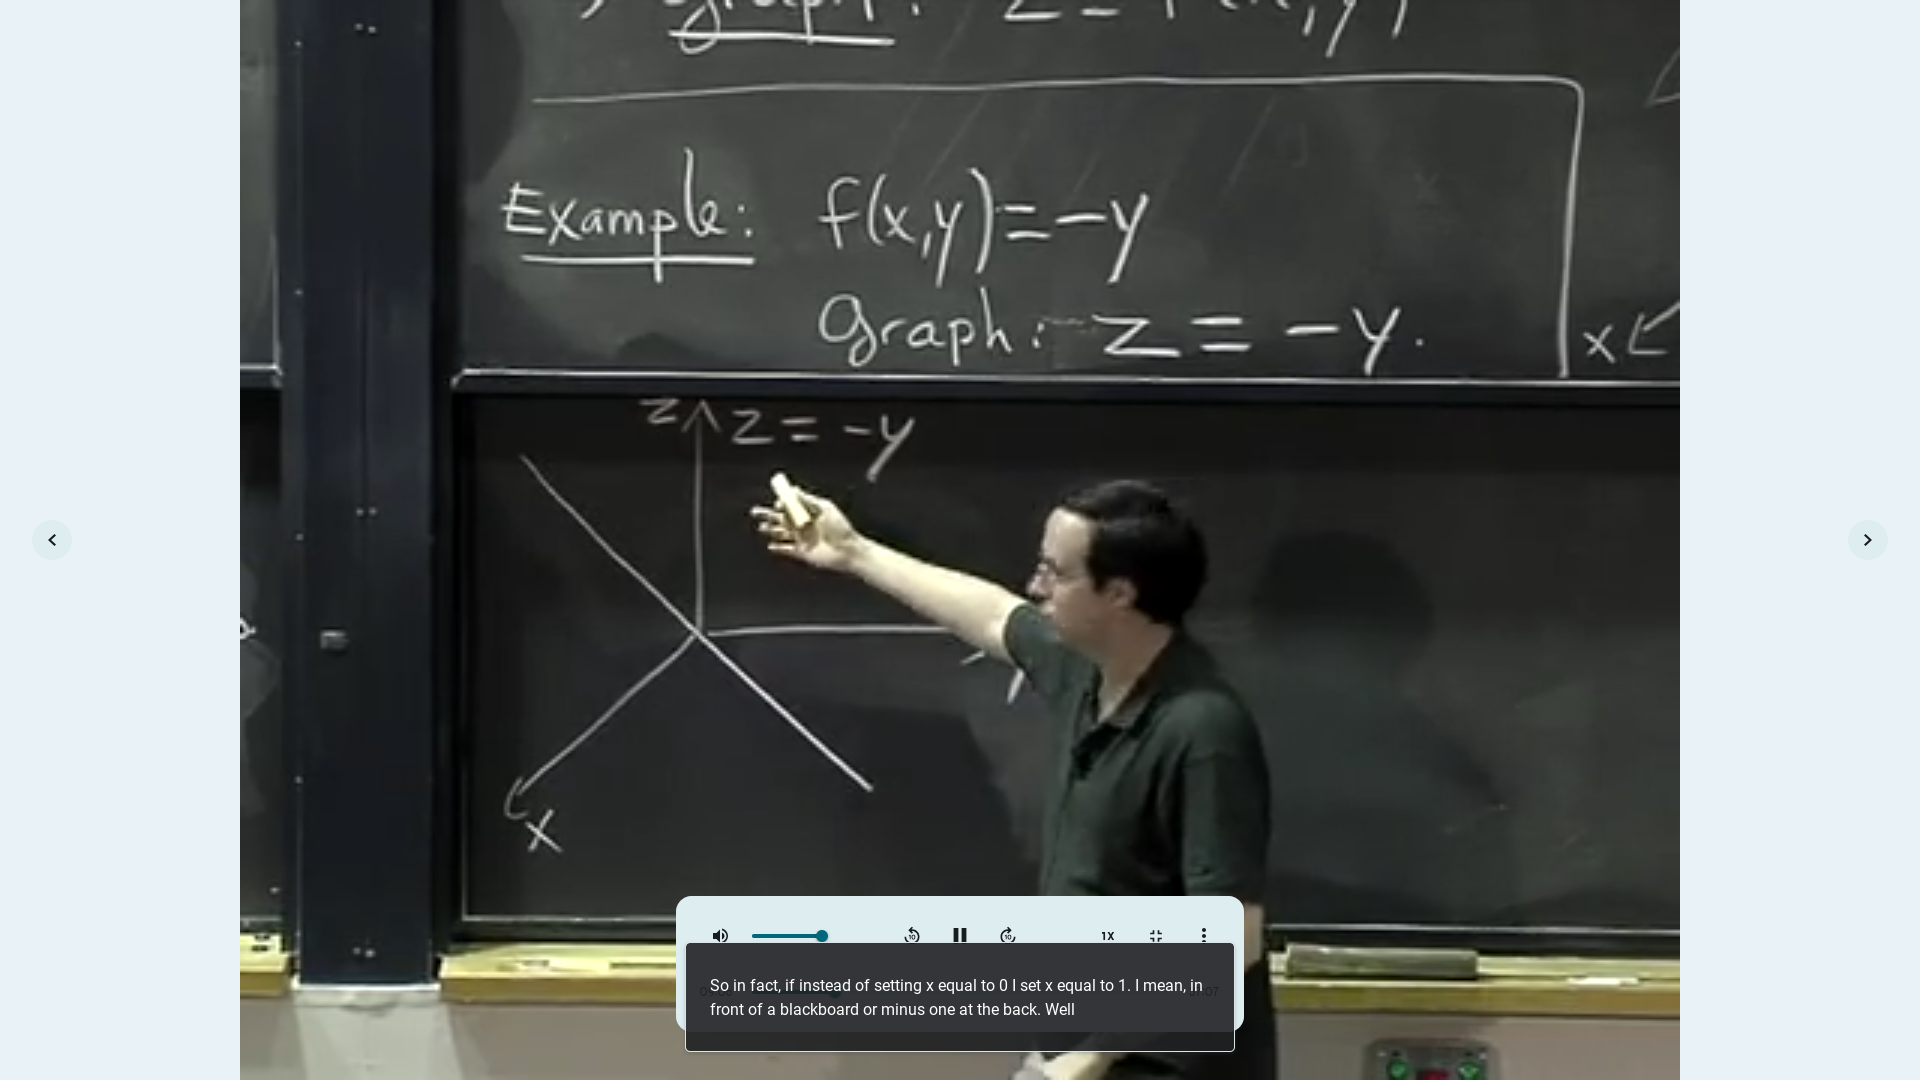 graph: z = f(x,y)
Example: f(x,y)=-y
graph: z = -y.
x
z z = -y
y
x
1X
So in fact, if instead of setting x equal to 0 I set x equal to 1. I mean, in
front of a blackboard or minus one at the back. Well